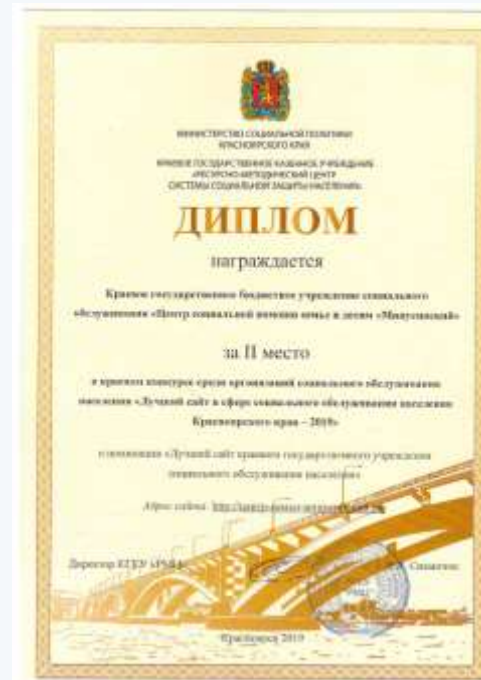 МИНИСТЕРСТВО СОЦИАЛЬНОЙ ПОЛИТИКИ
КРАСНОЯРСКОГО КРАЯ
КРАЕВОЕ ГОСУДАРСТВЕННОЕ КАЗЕННОЕ УЧРЕЖДЕНИЕ
«РЕСУРСНО-МЕТОДИЧЕСКИЙ ЦЕНТР
СИСТЕМЫ СОЦИАЛЬНОЙ ЗАЩИТЫ НАСЕЛЕНИЯ»
ДИПЛОМ
награждается
Краевое государственное бюджетное учреждение социального
обслуживания «Центр социальной помощи семье и детям «Минусинский»
за II место
в краевом конкурсе среди организаций социального обслуживания
населения «Лучший сайт в сфере социального обслуживания населения
Красноярского края – 2019»
в номинации «Лучший сайт краевого государственного учреждения
социального обслуживания населения»
Адрес сайта:
Директор КГКУ «РМЦ»
Красноярск 2019